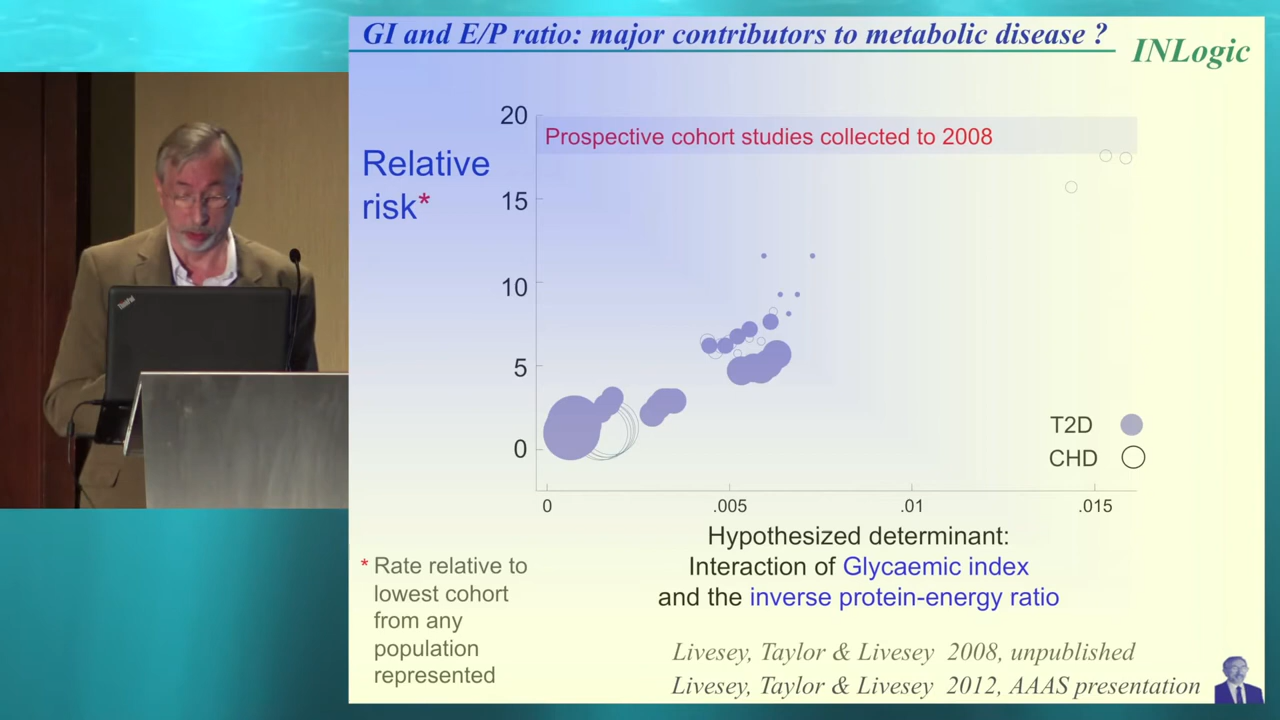 GI and E/P ratio: major contributors to metabolic disease ?
INLogic
20
Prospective cohort studies collected to 2008
Relative
risk*
15
10
5
0
T2D
CHD
0
.005
.01
.015
Hypothesized determinant:
Interaction of Glycaemic index
and the inverse protein-energy ratio
* Rate relative to
lowest cohort
from any
population
represented
Livesey, Taylor & Livesey 2008, unpublished
Livesey, Taylor & Livesey 2012, AAAS presentation
ThinkPad